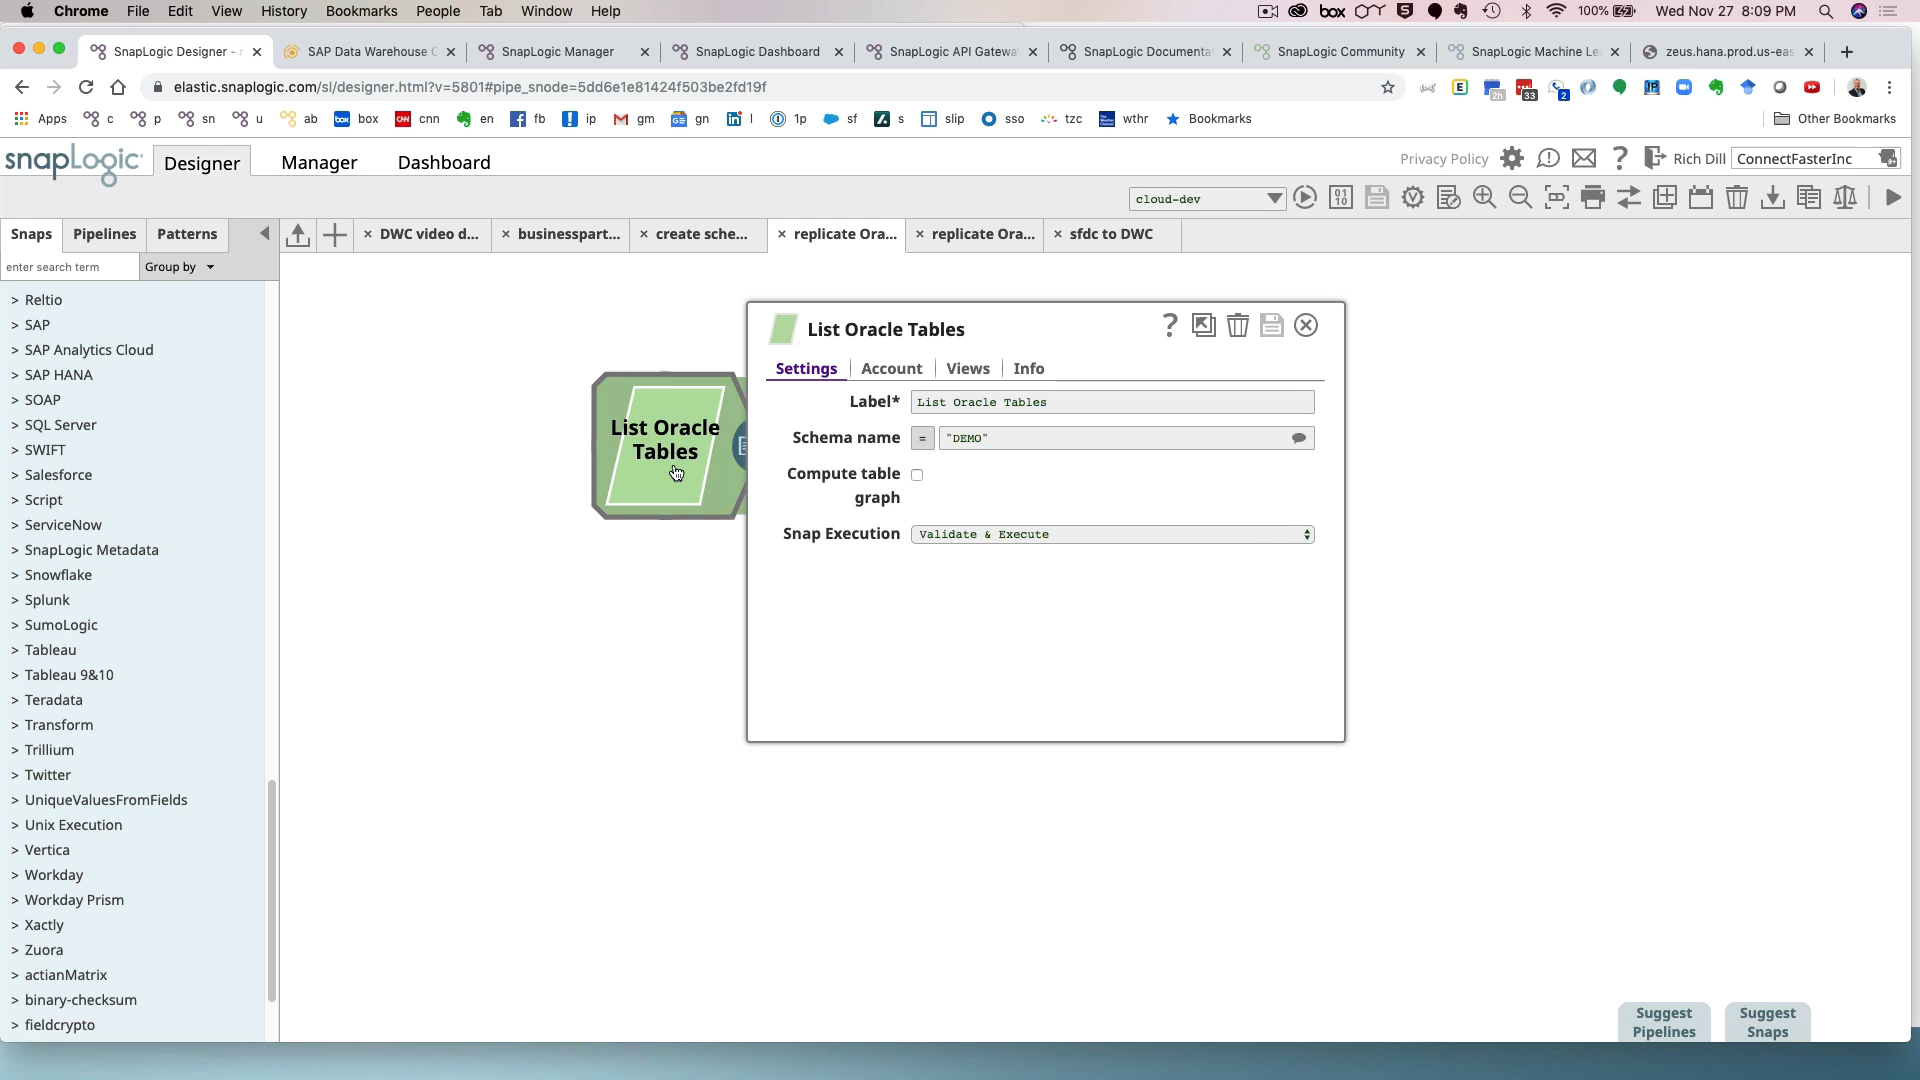 Chrome File Edit View History Bookmarks People Tab Window Help box 100% Wed Nov 27 8:09 PM
SnapLogic Designer - SAP Data Warehouse C SnapLogic Manager SnapLogic Dashboard SnapLogic API Gatewa SnapLogic Documenta SnapLogic Community SnapLogic Machine Le zeus.hana.prod.us-eas
elastic.snaplogic.com/sl/designer.html?v=5801#pipe_snode=5dd6e1e81424f503be2fd19f 2h 33 2
Apps c p sn u ab box cnn en fb ip gm gn l 1p sf s slip sso tzc wthr Bookmarks Other Bookmarks
snapLogic Designer Manager Dashboard Privacy Policy ? Rich Dill ConnectFasterInc
cloud-dev
Snaps Pipelines Patterns × DWC video d... × businesspart... × create sche... × replicate Ora... × replicate Ora... × sfdc to DWC
enter search term Group by
> Reltio
> SAP
> SAP Analytics Cloud
> SAP HANA
> SOAP
> SQL Server
> SWIFT
> Salesforce
> Script
> ServiceNow
> SnapLogic Metadata
> Snowflake
> Splunk
> SumoLogic
> Tableau
> Tableau 9&10
> Teradata
> Transform
> Trillium
> Twitter
> UniqueValuesFromFields
> Unix Execution
> Vertica
> Workday
> Workday Prism
> Xactly
> Zuora
> actianMatrix
> binary-checksum
> fieldcrypto
List Oracle
Tables
List Oracle Tables ?
Settings Account Views Info
Label* List Oracle Tables
Schema name = "DEMO"
Compute table
graph
Snap Execution Validate & Execute
Suggest
Pipelines
Suggest
Snaps